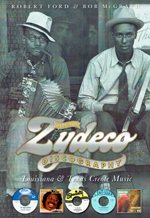 ROBERT FORD & BOB McGRATH
Zydeco
DISCOGRAPHY
Louisiana & Texas Creole Music